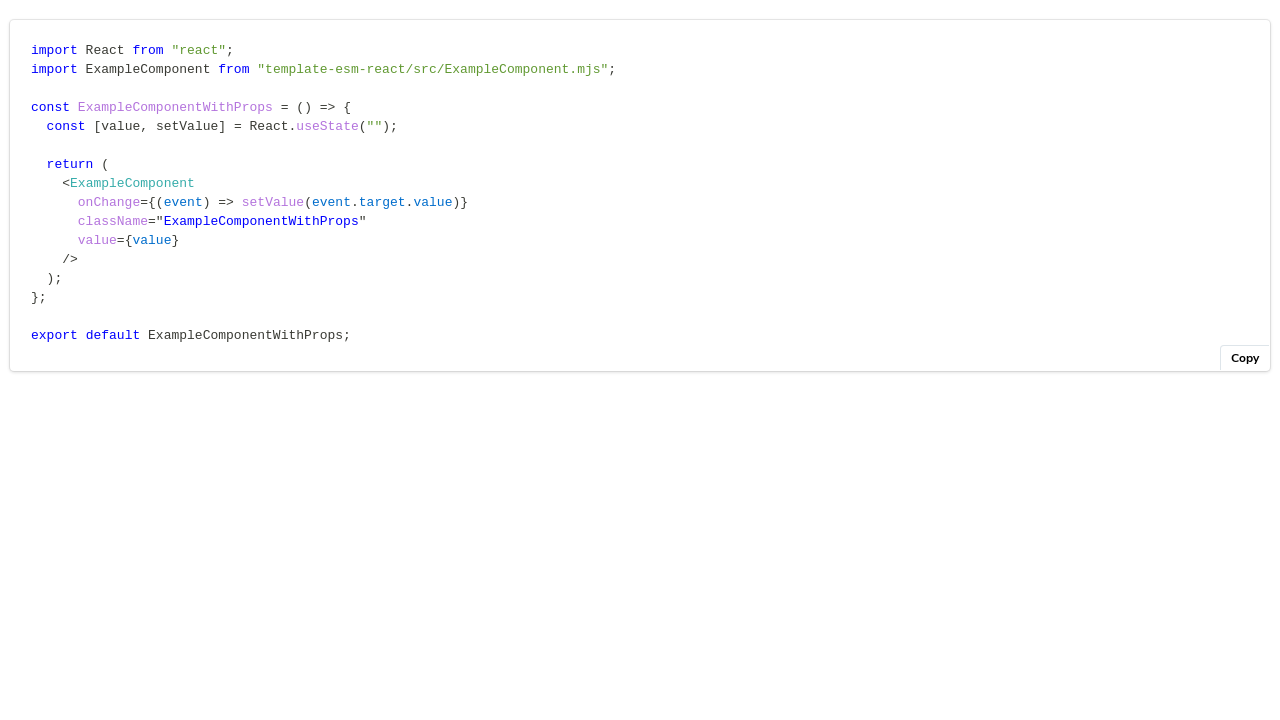 import React from "react";
import ExampleComponent from "template-esm-react/src/ExampleComponent.mjs";

const ExampleComponentWithProps = () => {
  const [value, setValue] = React.useState("");

  return (
    <ExampleComponent
      onChange={(event) => setValue(event.target.value)}
      className="ExampleComponentWithProps"
      value={value}
    />
  );
};

export default ExampleComponentWithProps;
Copy